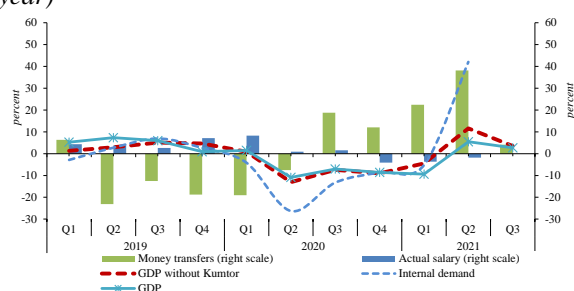 year)
60 60
50 50
40 40
30 30
20 20
10 10
0 0
-10 -10
-20 -20
-30 -30
percent
percent
Q1 Q2 Q3 Q4 Q1 Q2 Q3 Q4 Q1 Q2 Q3
2019 2020 2021
Money transfers (right scale) Actual salary (right scale)
GDP without Kumtor Internal demand
GDP